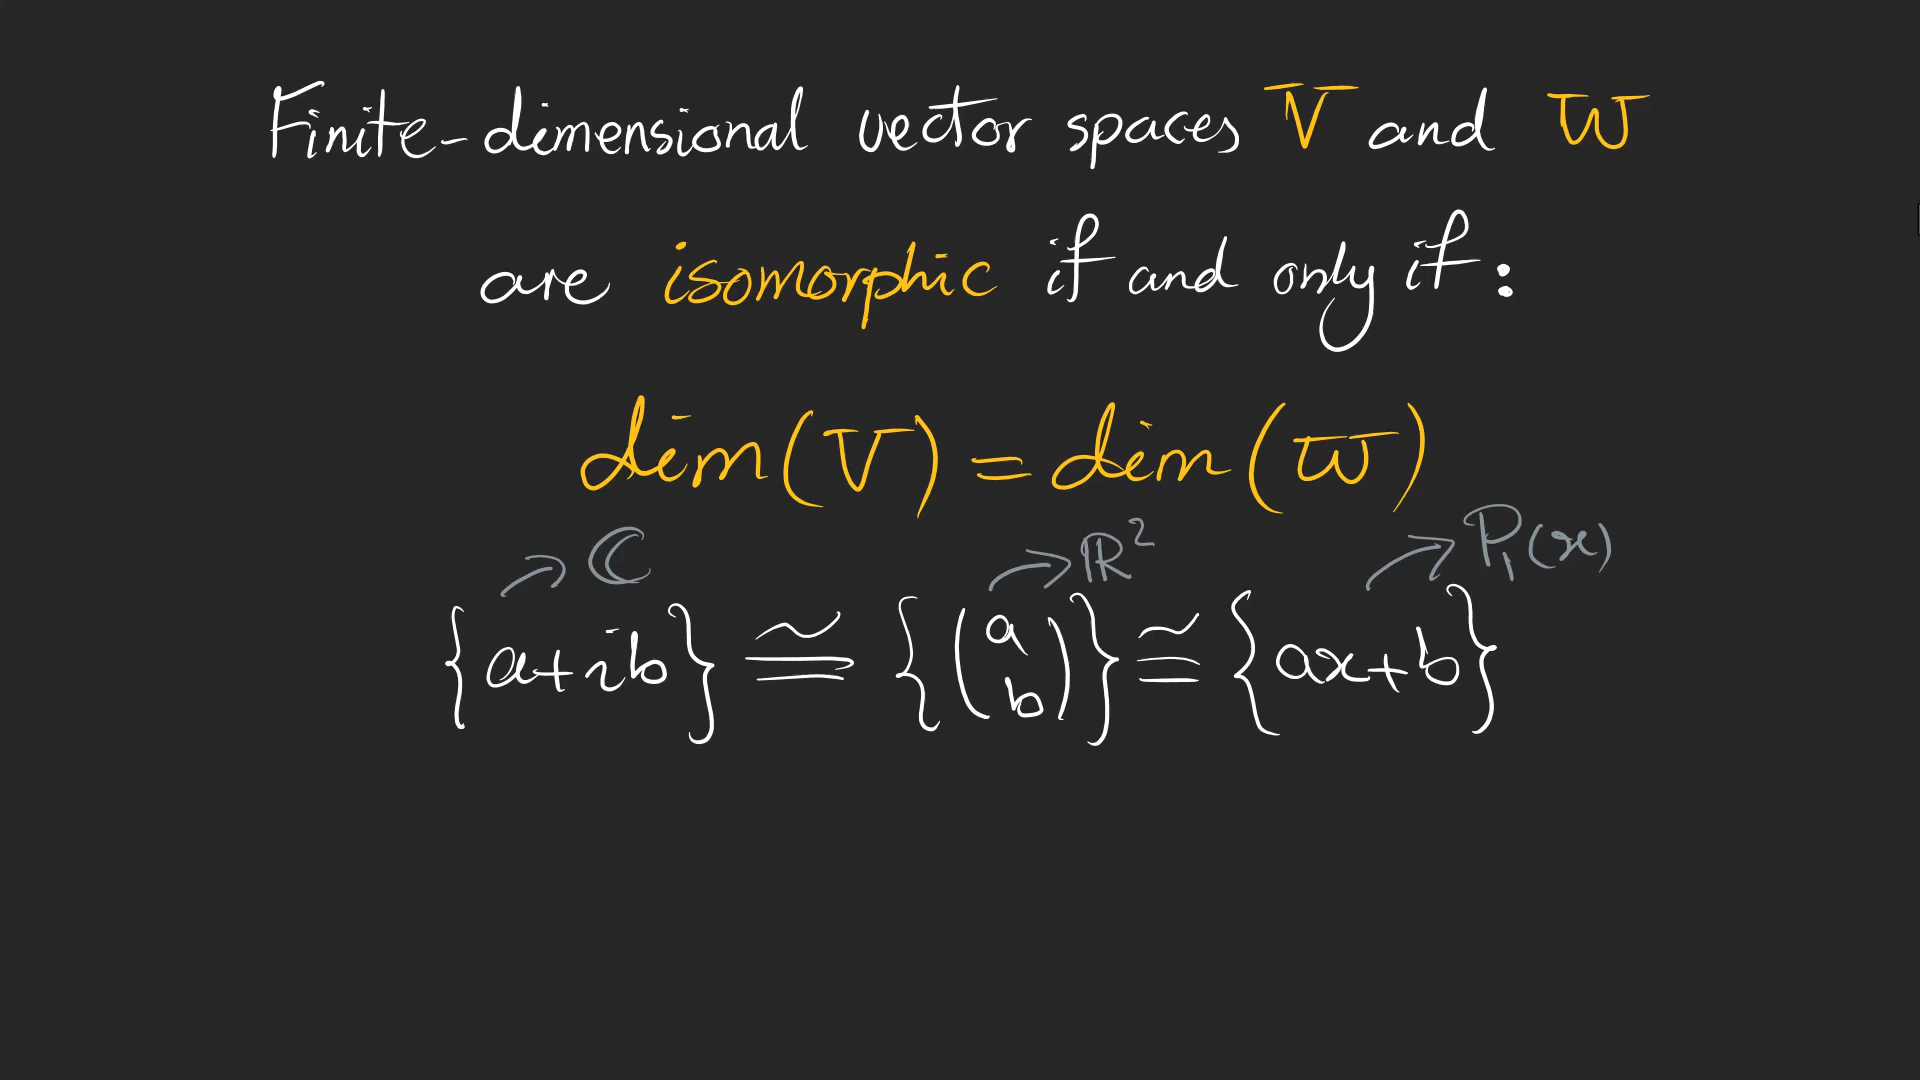 Finite-dimensional vector spaces V and W
are isomorphic if and only if:
dim(V) = dim(W)
→ ℂ → ℝ² → P₁(x)
{a+ib} ≅ {(a b)} ≅ {ax+b}